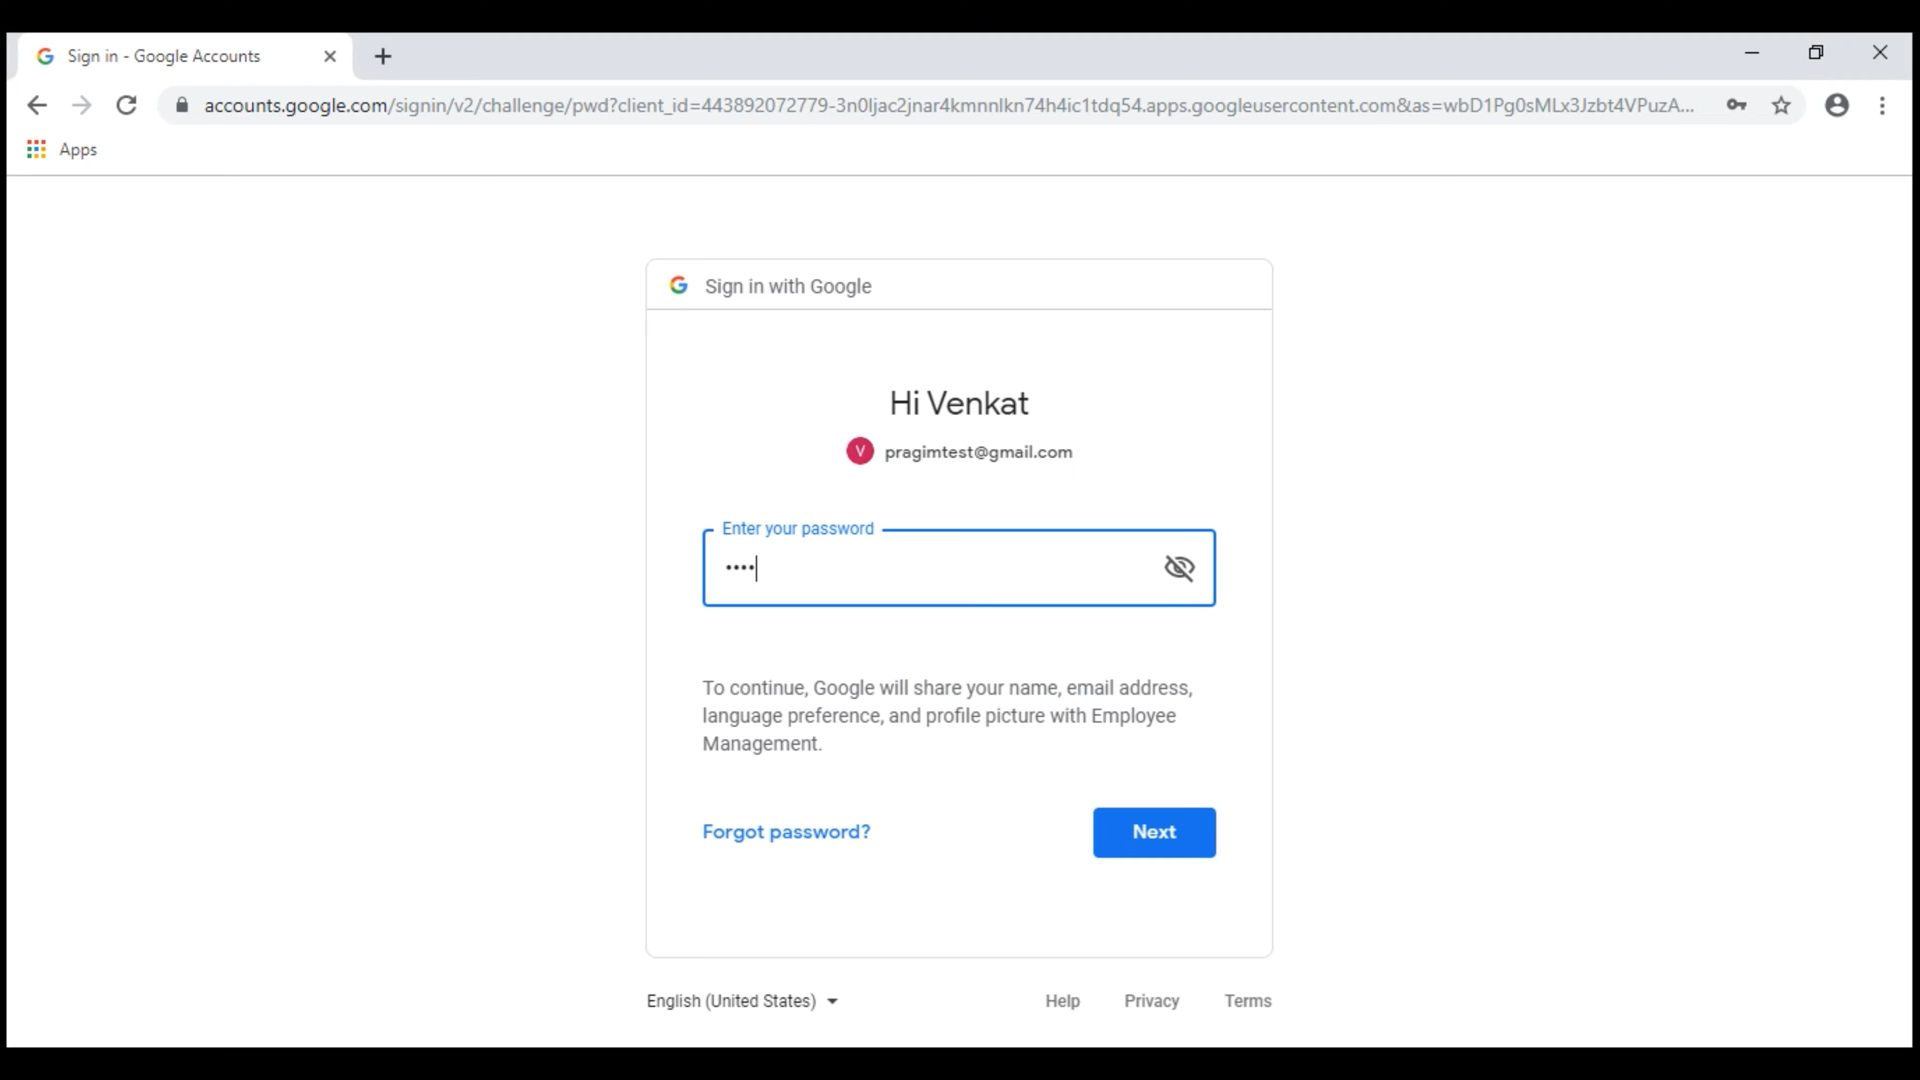 Sign in - Google Accounts
accounts.google.com/signin/v2/challenge/pwd?client_id=443892072779-3n0ljac2jnar4kmnnlkn74h4ic1tdq54.apps.googleusercontent.com&as=wbD1Pg0sMLx3Jzbt4VPuzA...
Apps
Sign in with Google
Hi Venkat
V pragimtest@gmail.com
Enter your password
••••
To continue, Google will share your name, email address,
language preference, and profile picture with Employee
Management.
Forgot password? Next
English (United States) Help Privacy Terms